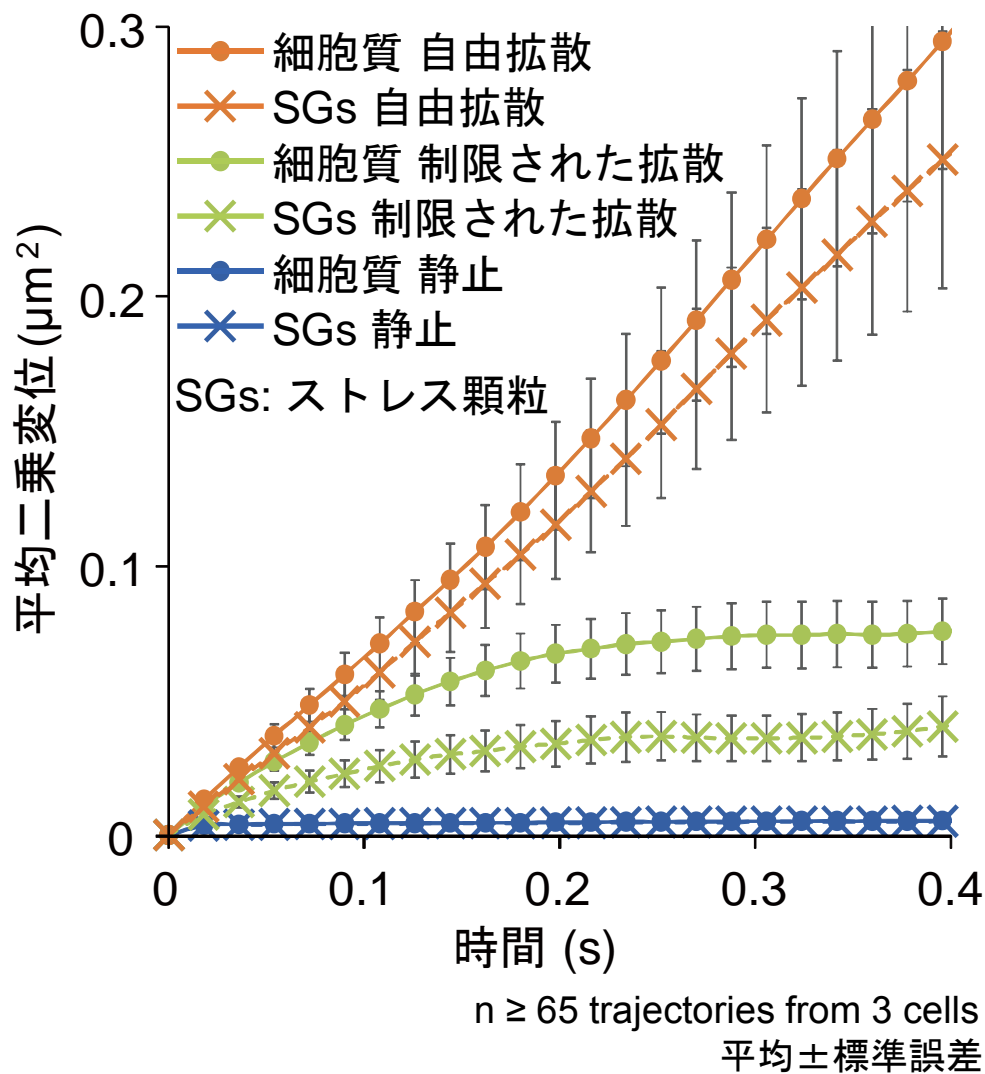 0.3
細胞質 自由拡散
SGs 自由拡散
細胞質 制限された拡散
SGs 制限された拡散
0.2
細胞質 静止
SGs 静止
SGs: ストレス顆粒
平均二乗変位(μm²)
0.1
0
0 0.1 0.2 0.3 0.4
時間 (s)
n ≥ 65 trajectories from 3 cells
平均±標準誤差